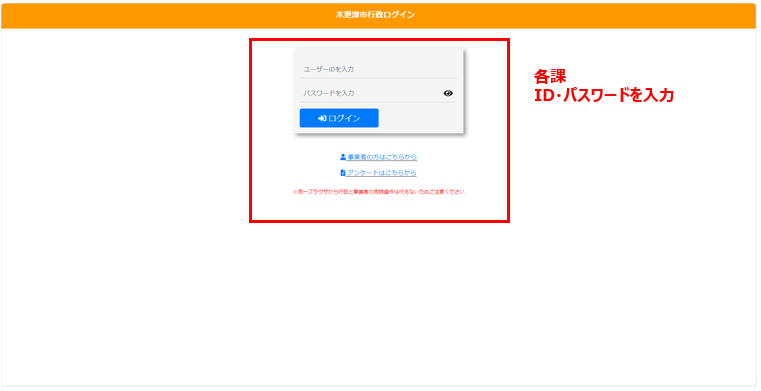 木更津市行政ログイン
ユーザーIDを入力
パスワードを入力
ログイン
各課
ID・パスワードを入力
事業者の方はこちらから
アンケートはこちらから
※同一ブラウザから行政と事業者の同時操作は行えないためご注意ください